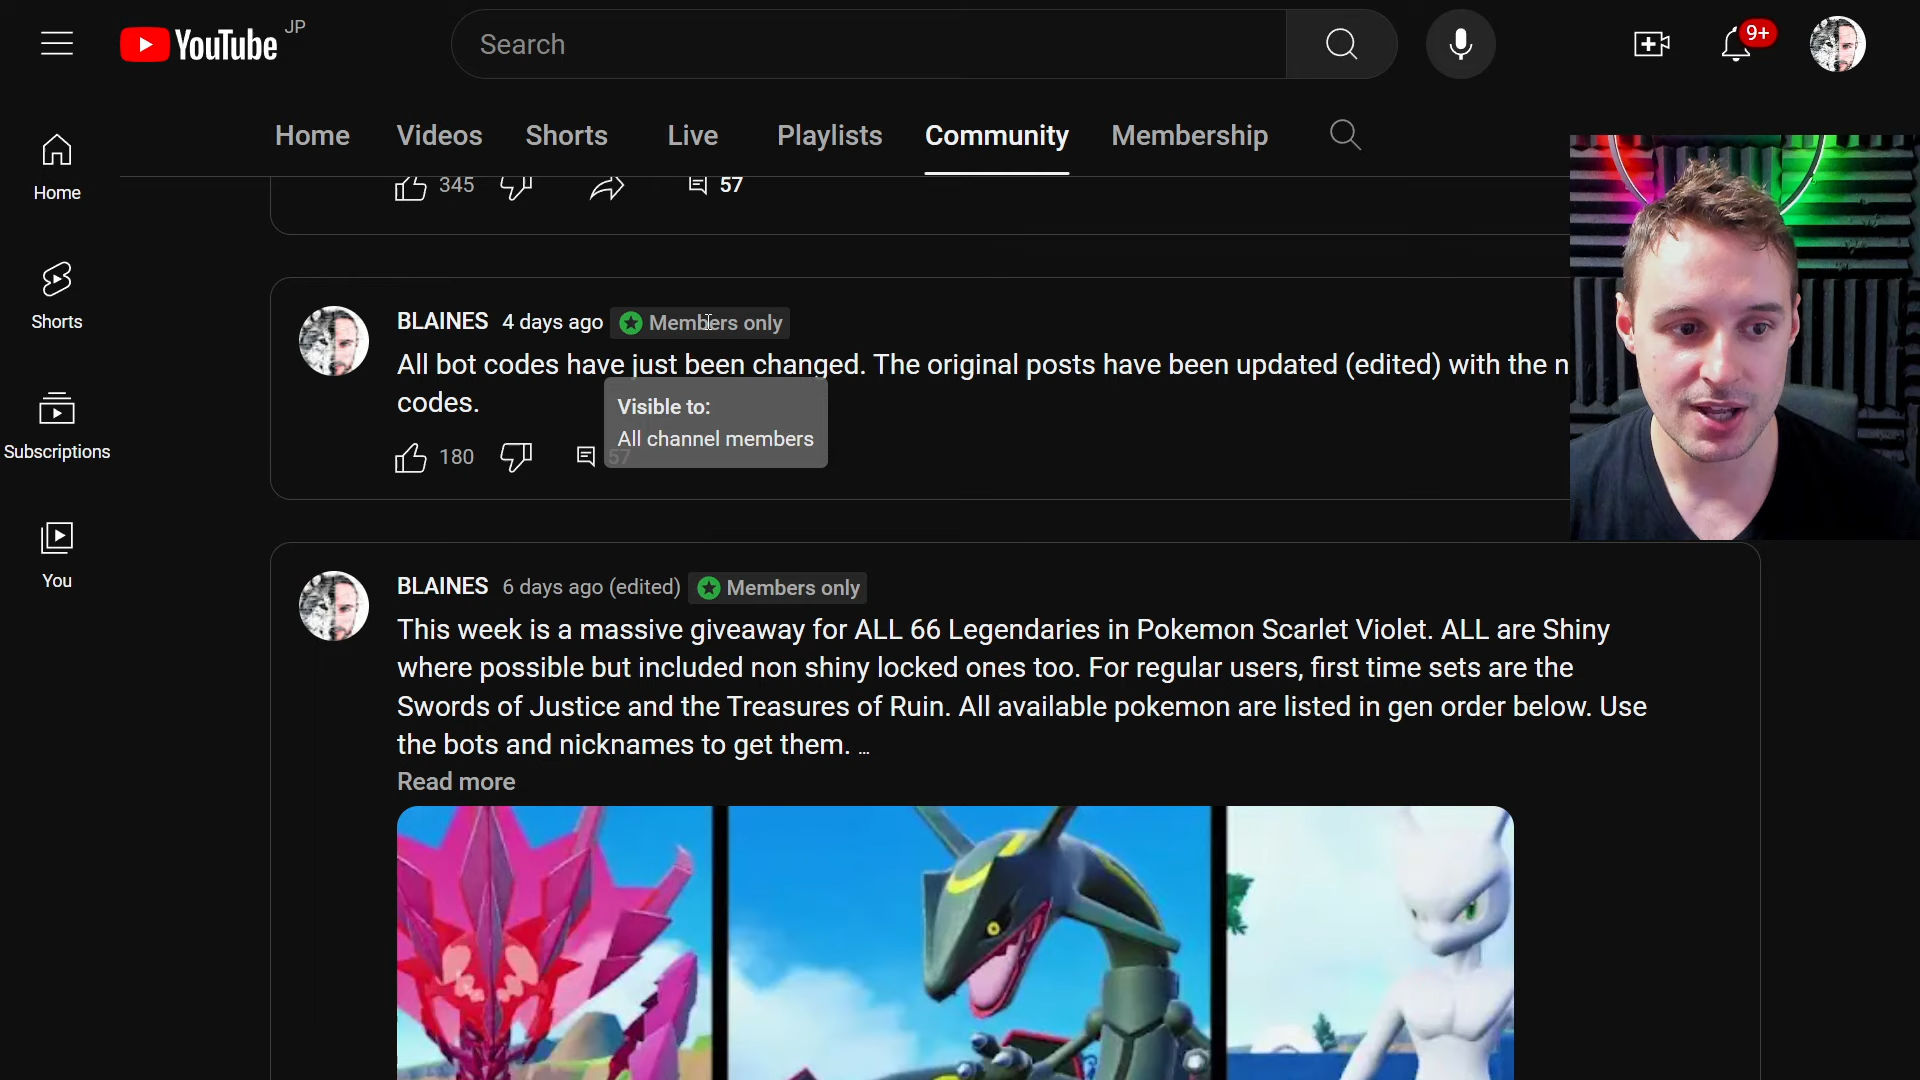 YouTube JP
Search
9+
Home Videos Shorts Live Playlists Community Membership
Home
Shorts
Subscriptions
You
345 57
BLAINES 4 days ago Members only
All bot codes have just been changed. The original posts have been updated (edited) with the n
codes.
Visible to:
All channel members
180 57
BLAINES 6 days ago (edited) Members only
This week is a massive giveaway for ALL 66 Legendaries in Pokemon Scarlet Violet. ALL are Shiny
where possible but included non shiny locked ones too. For regular users, first time sets are the
Swords of Justice and the Treasures of Ruin. All available pokemon are listed in gen order below. Use
the bots and nicknames to get them. ...
Read more